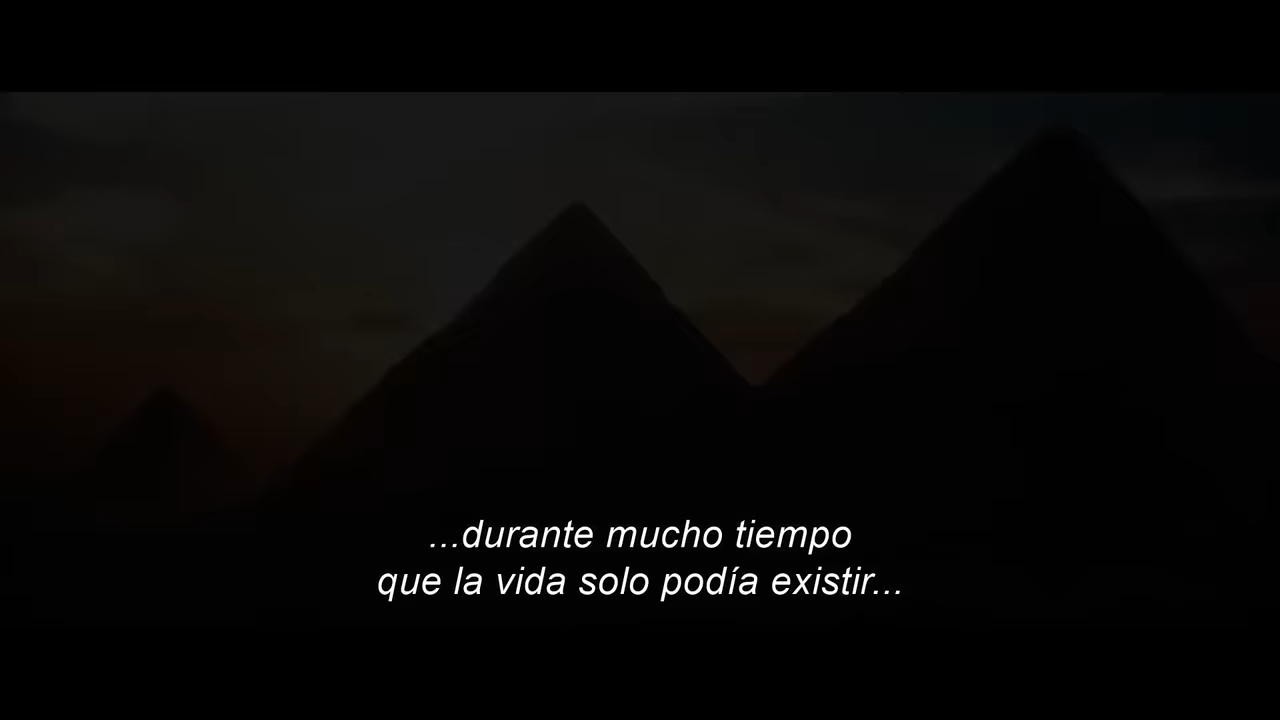 ...durante mucho tiempo
que la vida solo podía existir...